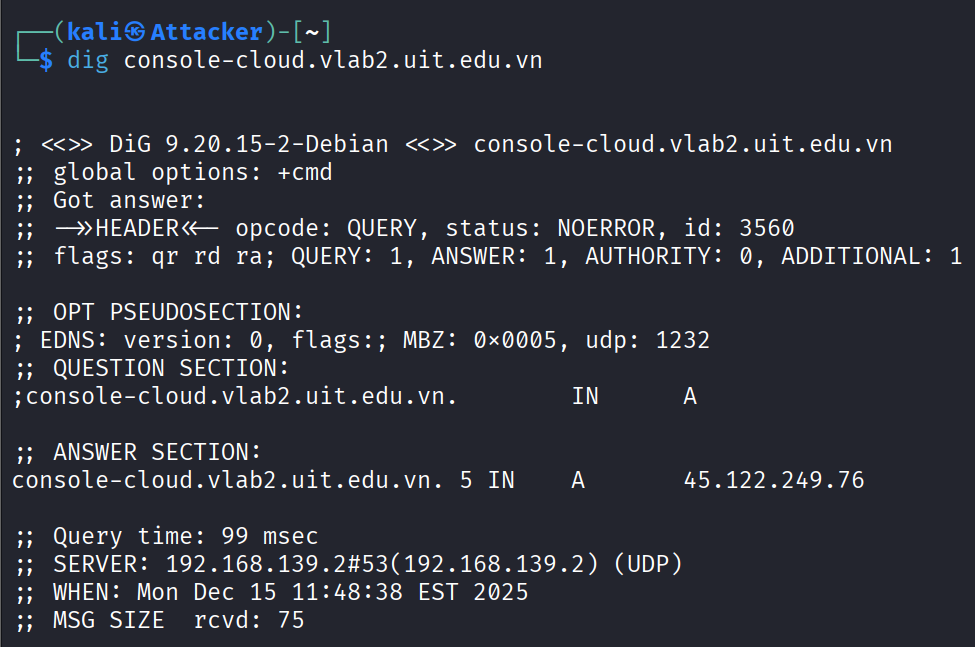 ┌──(kali㉿Attacker)-[~]
└─$ dig console-cloud.vlab2.uit.edu.vn
; <<>> DiG 9.20.15-2-Debian <<>> console-cloud.vlab2.uit.edu.vn
;; global options: +cmd
;; Got answer:
;; ->>HEADER<<- opcode: QUERY, status: NOERROR, id: 3560
;; flags: qr rd ra; QUERY: 1, ANSWER: 1, AUTHORITY: 0, ADDITIONAL: 1
;; OPT PSEUDOSECTION:
; EDNS: version: 0, flags:; MBZ: 0x0005, udp: 1232
;; QUESTION SECTION:
;console-cloud.vlab2.uit.edu.vn. IN A
;; ANSWER SECTION:
console-cloud.vlab2.uit.edu.vn. 5 IN A 45.122.249.76
;; Query time: 99 msec
;; SERVER: 192.168.139.2#53(192.168.139.2) (UDP)
;; WHEN: Mon Dec 15 11:48:38 EST 2025
;; MSG SIZE rcvd: 75